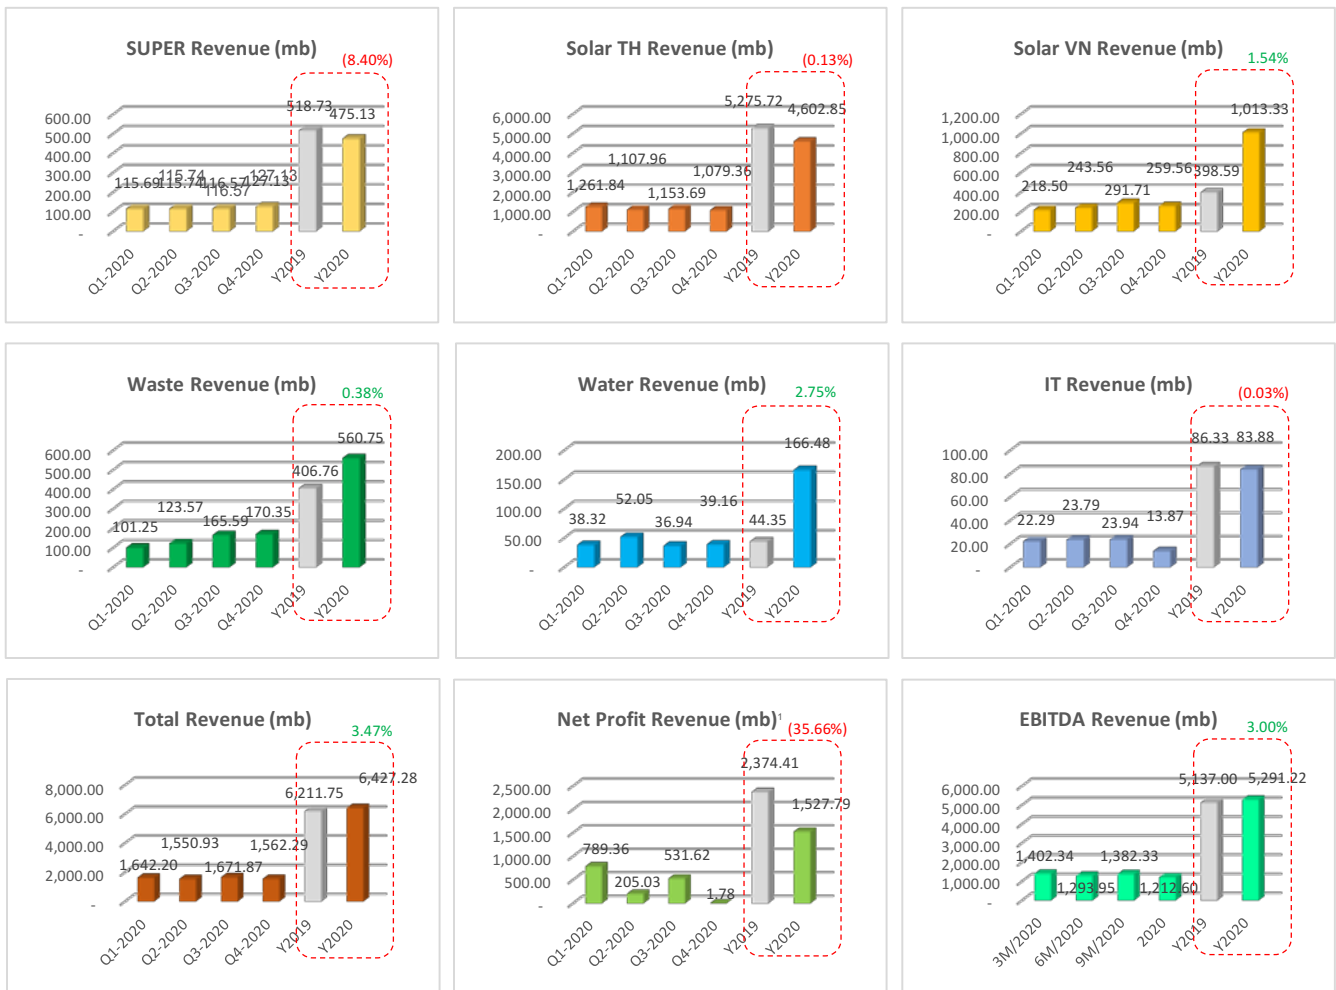 SUPER Revenue (mb)
(8.40%)
600.00
500.00
400.00
300.00
200.00
100.00
-
115.69
115.74
115.74
116.57
116.57
127.13
127.13
518.73
475.13
Q1-2020
Q2-2020
Q3-2020
Q4-2020
Y2019
Y2020
Solar TH Revenue (mb)
(0.13%)
6,000.00
5,000.00
4,000.00
3,000.00
2,000.00
1,000.00
-
1,261.84
1,107.96
1,153.69
1,079.36
5,275.72
4,602.85
Q1-2020
Q2-2020
Q3-2020
Q4-2020
Y2019
Y2020
Solar VN Revenue (mb)
1.54%
1,200.00
1,000.00
800.00
600.00
400.00
200.00
-
218.50
243.56
291.71
259.56
398.59
1,013.33
Q1-2020
Q2-2020
Q3-2020
Q4-2020
Y2019
Y2020
Waste Revenue (mb)
0.38%
600.00
500.00
400.00
300.00
200.00
100.00
-
101.25
123.57
165.59
170.35
406.76
560.75
Q1-2020
Q2-2020
Q3-2020
Q4-2020
Y2019
Y2020
Water Revenue (mb)
2.75%
200.00
150.00
100.00
50.00
-
38.32
52.05
36.94
39.16
44.35
166.48
Q1-2020
Q2-2020
Q3-2020
Q4-2020
Y2019
Y2020
IT Revenue (mb)
(0.03%)
100.00
80.00
60.00
40.00
20.00
-
22.29
23.79
23.94
13.87
86.33
83.88
Q1-2020
Q2-2020
Q3-2020
Q4-2020
Y2019
Y2020
Total Revenue (mb)
3.47%
8,000.00
6,000.00
4,000.00
2,000.00
-
1,642.20
1,550.93
1,671.87
1,562.29
6,211.75
6,427.28
Q1-2020
Q2-2020
Q3-2020
Q4-2020
Y2019
Y2020
Net Profit Revenue (mb)¹
(35.66%)
2,500.00
2,000.00
1,500.00
1,000.00
500.00
-
789.36
205.03
531.62
1.78
2,374.41
1,527.79
Q1-2020
Q2-2020
Q3-2020
Q4-2020
Y2019
Y2020
EBITDA Revenue (mb)
3.00%
6,000.00
5,000.00
4,000.00
3,000.00
2,000.00
1,000.00
-
1,402.34
1,293.95
1,382.33
1,212.60
5,137.00
5,291.22
3M/2020
6M/2020
9M/2020
2020
Y2019
Y2020